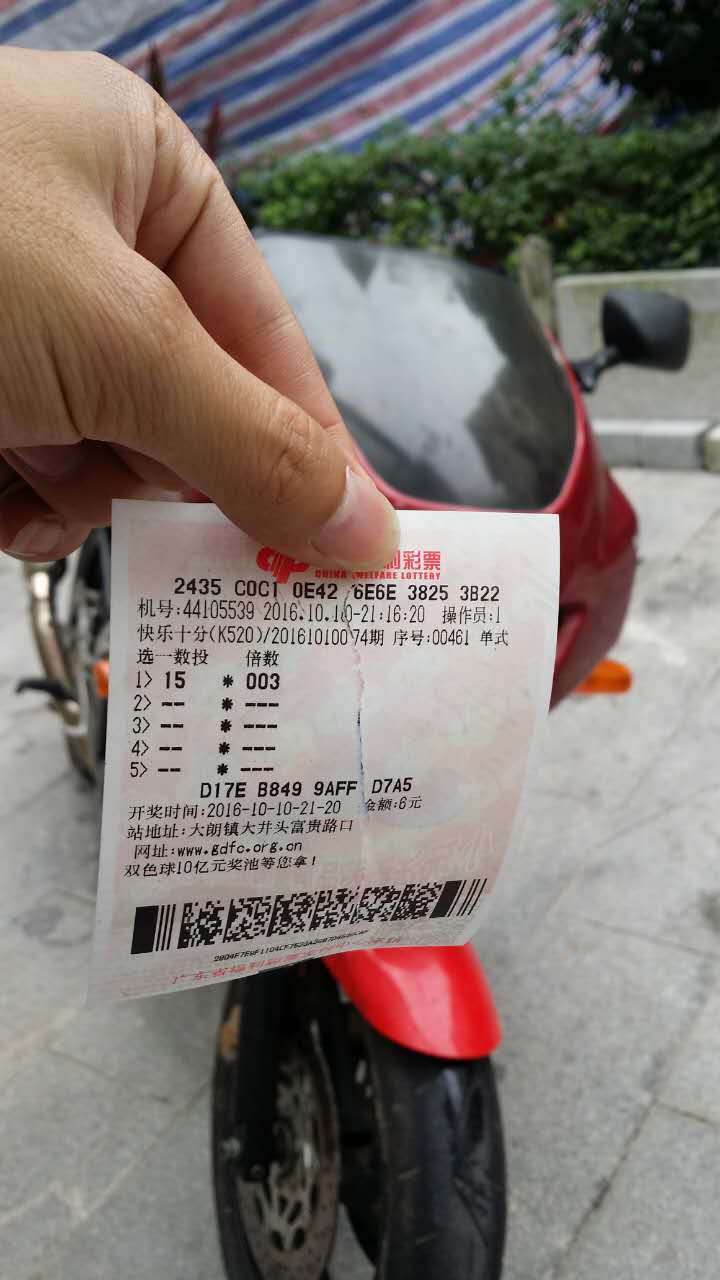 利彩票
CHINA WELFARE LOTTERY
2435 C0C1 0E42 6E6E 3825 3B22
机号:44105539 2016.10.10-21:16:20 操作员:1
快乐十分(K520)/2016101074期 序号:00461 单式
选一数投 倍数
1> 15 * 003
2> -- * ---
3> -- * ---
4> -- * ---
5> -- * ---
D17E B849 9AFF D7A5
开奖时间:2016-10-10-21-20 金额:6元
站地址:大朗镇大井头富贵路口
网址:www.gdfc.org.cn
双色球10亿元奖池等您拿!